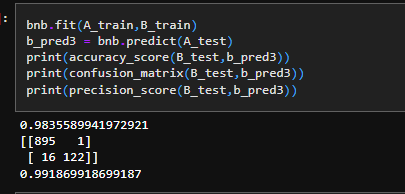 :
bnb.fit(A_train,B_train)
b_pred3 = bnb.predict(A_test)
print(accuracy_score(B_test,b_pred3))
print(confusion_matrix(B_test,b_pred3))
print(precision_score(B_test,b_pred3))
0.9835589941972921
[[895   1]
 [ 16 122]]
0.991869918699187